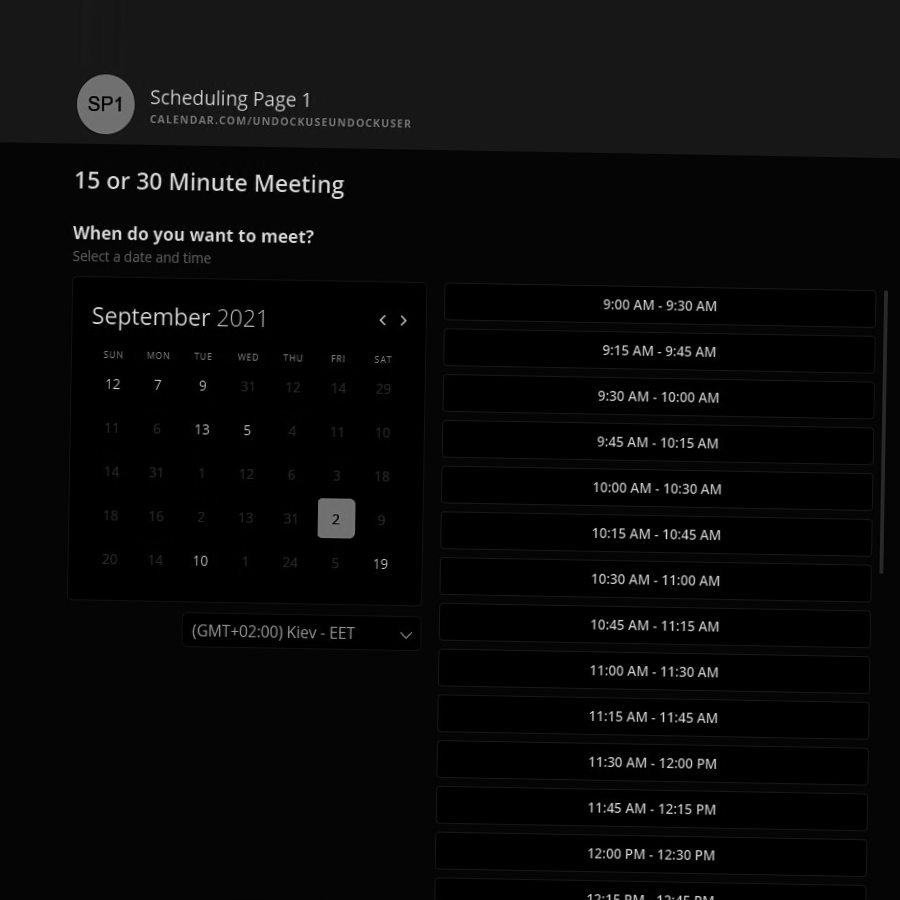 SP1
Scheduling Page 1
CALENDAR.COM/UNDOCKUSEUNDOCKUSER
15 or 30 Minute Meeting
When do you want to meet?
Select a date and time
September 2021
SUN MON TUE WED THU FRI SAT
12 7 9 31 12 14 29
11 6 13 5 4 11 10
14 31 1 12 6 3 18
18 16 2 13 31 2 9
20 14 10 1 24 5 19
(GMT+02:00) Kiev - EET
9:00 AM - 9:30 AM
9:15 AM - 9:45 AM
9:30 AM - 10:00 AM
9:45 AM - 10:15 AM
10:00 AM - 10:30 AM
10:15 AM - 10:45 AM
10:30 AM - 11:00 AM
10:45 AM - 11:15 AM
11:00 AM - 11:30 AM
11:15 AM - 11:45 AM
11:30 AM - 12:00 PM
11:45 AM - 12:15 PM
12:00 PM - 12:30 PM
12:15 PM - 12:45 PM